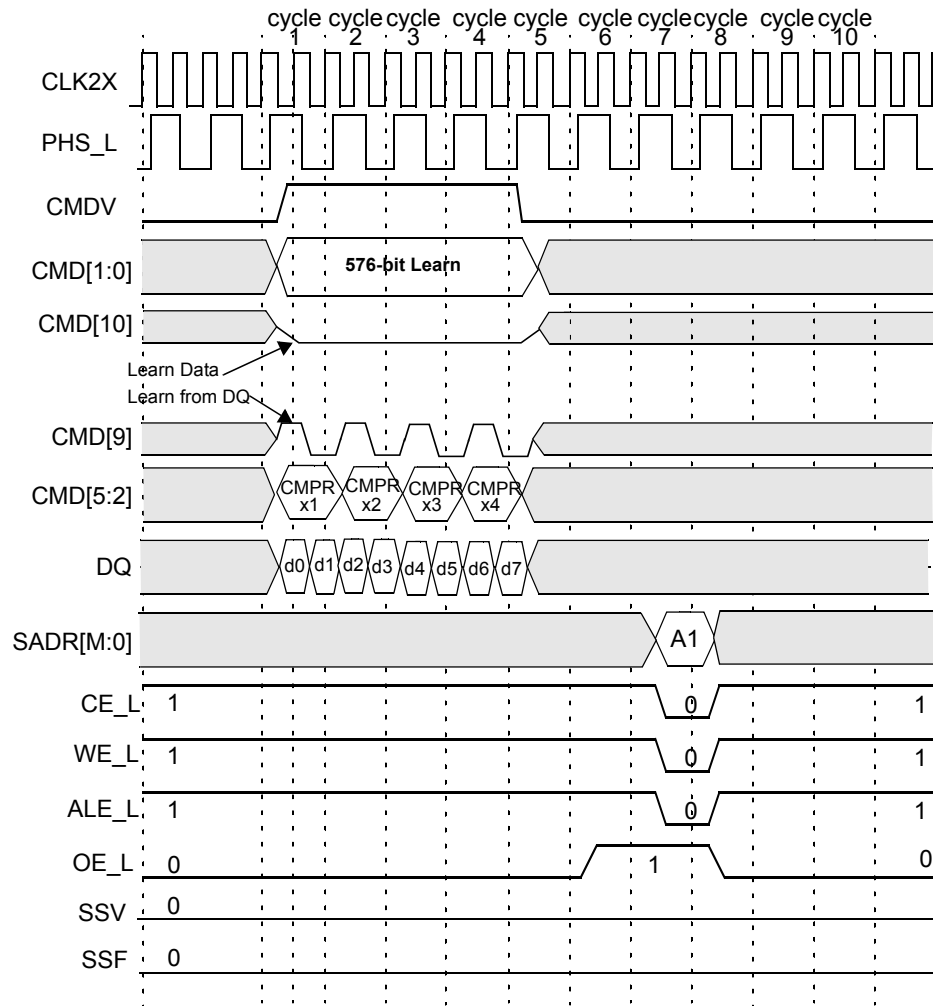 cycle cycle cycle cycle cycle cycle cycle cycle cycle cycle
1 2 3 4 5 6 7 8 9 10
CLK2X
PHS_L
CMDV
CMD[1:0] 576-bit Learn
CMD[10]
Learn Data
Learn from DQ
CMD[9]
CMD[5:2] CMPR CMPR CMPR CMPR
x1 x2 x3 x4
DQ d0 d1 d2 d3 d4 d5 d6 d7
SADR[M:0] A1
CE_L 1 0 1
WE_L 1 0 1
ALE_L 1 0 1
OE_L 0 1 0
SSV 0
SSF 0